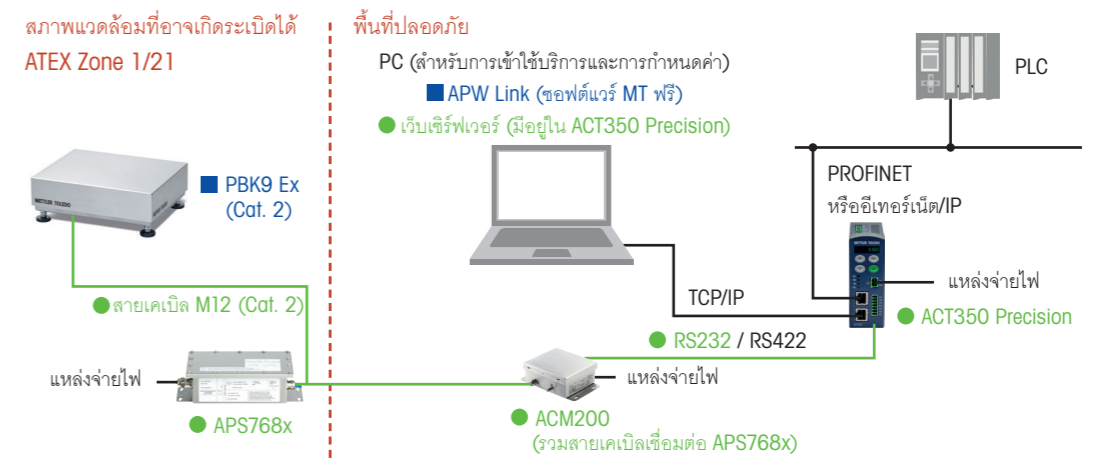 สภาพแวดล้อมที่อาจเกิดระเบิดได้
ATEX Zone 1/21
พื้นที่ปลอดภัย
PC (สำหรับการเข้าใช้บริการและการกำหนดค่า)
APW Link (ซอฟต์แวร์ MT ฟรี)
เว็บเซิร์ฟเวอร์ (มีอยู่ใน ACT350 Precision)
PLC
PBK9 Ex
(Cat. 2)
METTLER TOLEDO
PROFINET
หรืออีเทอร์เน็ต/IP
METTLER TOLEDO
แหล่งจ่ายไฟ
สายเคเบิล M12 (Cat. 2)
TCP/IP
ACT350 Precision
RS232 / RS422
แหล่งจ่ายไฟ
แหล่งจ่ายไฟ
APS768x
ACM200
(รวมสายเคเบิลเชื่อมต่อ APS768x)